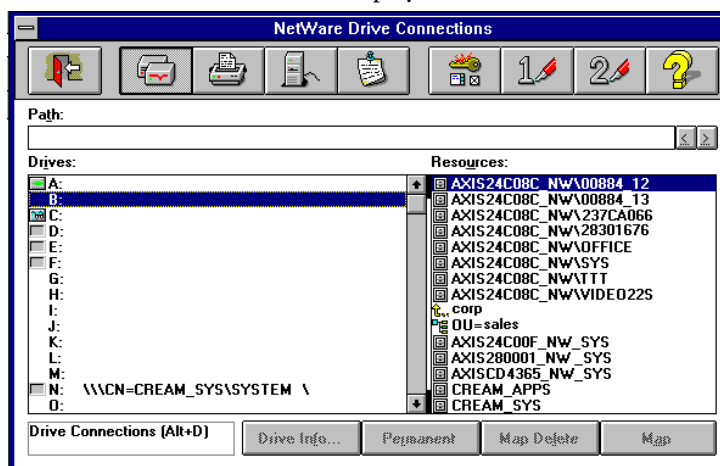 NetWare Drive Connections
1 2 ?
Path:
Drives:
Resources:
A:
B:
C:
D:
E:
F:
G:
H:
I:
J:
K:
L:
M:
N: \\\CN=CREAM_SYS\SYSTEM \
O:
AXIS24C08C_NW\00884_12
AXIS24C08C_NW\00884_13
AXIS24C08C_NW\237CA066
AXIS24C08C_NW\28301676
AXIS24C08C_NW\OFFICE
AXIS24C08C_NW\SYS
AXIS24C08C_NW\TTT
AXIS24C08C_NW\VIDEO22S
corp
OU=sales
AXIS24C00F_NW_SYS
AXIS280001_NW_SYS
AXISCD4365_NW_SYS
CREAM_APPS
CREAM_SYS
Drive Connections (Alt+D)
Drive Info...
Permanent
Map Delete
Map